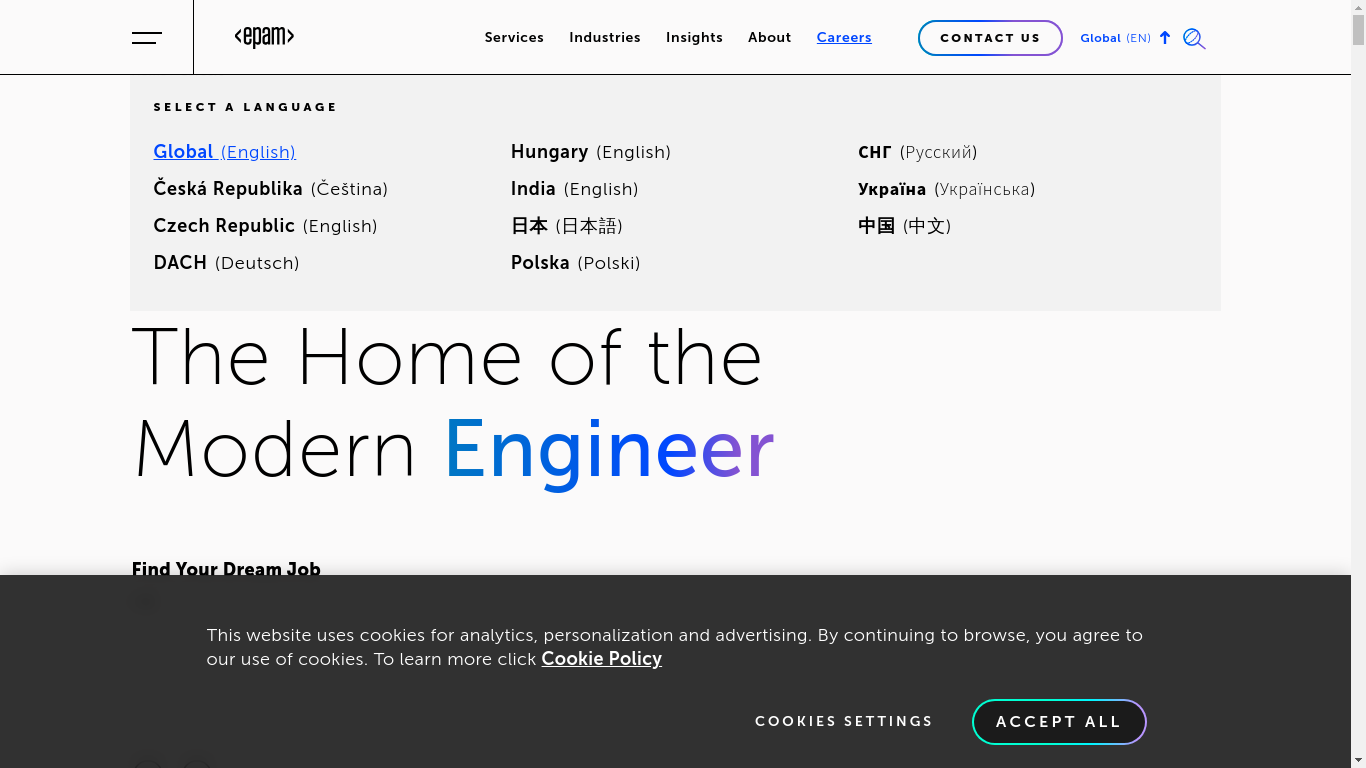 <epam>
Services
Industries
Insights
About
Careers
CONTACT US
Global (EN)
SELECT A LANGUAGE
Global (English)
Česká Republika (Čeština)
Czech Republic (English)
DACH (Deutsch)
Hungary (English)
India (English)
日本 (日本語)
Polska (Polski)
СНГ (Русский)
Україна (Українська)
中国 (中文)
The Home of the
Modern Engineer
Find Your Dream Job
This website uses cookies for analytics, personalization and advertising. By continuing to browse, you agree to
our use of cookies. To learn more click Cookie Policy
COOKIES SETTINGS
ACCEPT ALL